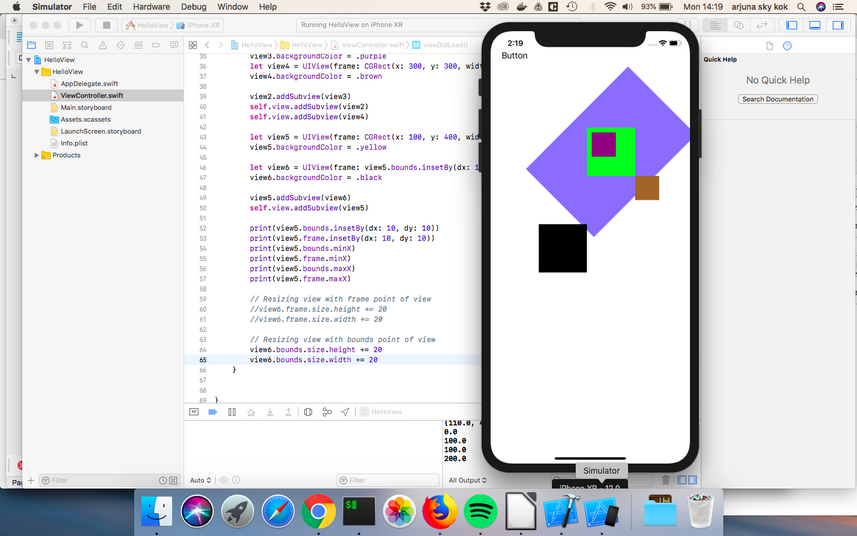 Simulator File Edit Hardware Debug Window Help
93% Mon 14:19 arjuna sky kok
HelloView iPhone XR
Running HelloView on iPhone XR
HelloView HelloView ViewController.swift viewDidLoad()
HelloView
HelloView
AppDelegate.swift
ViewController.swift
Main.storyboard
Assets.xcassets
LaunchScreen.storyboard
Info.plist
Products
35 view3.backgroundColor = .purple
36 let view4 = UIView(frame: CGRect(x: 300, y: 300,
37 view4.backgroundColor = .brown
38
39 view2.addSubview(view3)
40 self.view.addSubview(view2)
41 self.view.addSubview(view4)
42
43 let view5 = UIView(frame: CGRect(x: 100, y: 400,
44 view5.backgroundColor = .yellow
45
46 let view6 = UIView(frame: view5.bounds.insetBy(dx:
47 view6.backgroundColor = .black
48
49 view5.addSubview(view6)
50 self.view.addSubview(view5)
51
52 print(view5.bounds.insetBy(dx: 10, dy: 10))
53 print(view5.frame.insetBy(dx: 10, dy: 10))
54 print(view5.bounds.minX)
55 print(view5.frame.minX)
56 print(view5.bounds.maxX)
57 print(view5.frame.maxX)
58
59 // Resizing view with frame point of view
60 //view6.frame.size.height += 20
61 //view6.frame.size.width += 20
62
63 // Resizing view with bounds point of view
64 view6.bounds.size.height += 20
65 view6.bounds.size.width += 20
66 }
67
68
69 }
HelloView
(110.0,
0.0
100.0
100.0
200.0
Filter
Auto
Filter
All Output
2:19
Button
Quick Help
No Quick Help
Search Documentation
Simulator